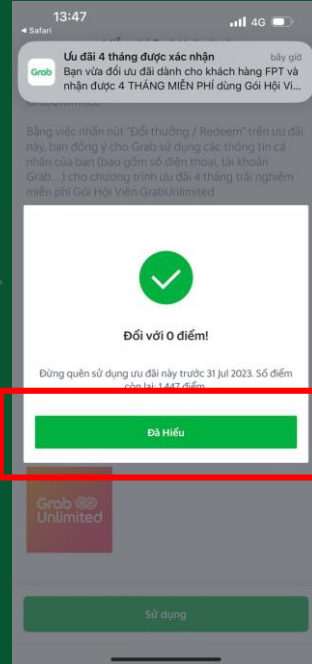 13:47
4G
◄ Safari
Grab
Ưu đãi 4 tháng được xác nhận
bây giờ
Bạn vừa đổi ưu đãi dành cho khách hàng FPT và
nhận được 4 THÁNG MIỄN PHÍ dùng Gói Hội Vi...
GrabUnlimited
Bằng việc nhấn nút "Đổi thưởng / Redeem" trên ưu đãi
này, bạn đồng ý cho Grab sử dụng các thông tin cá
nhân của bạn (bao gồm số điện thoại, tài khoản
Grab...) cho chương trình ưu đãi 4 tháng trải nghiệm
miễn phí Gói Hội Viên GrabUnlimited
Đổi với 0 điểm!
Đừng quên sử dụng ưu đãi này trước 31 Jul 2023. Số điểm
còn lại: 1447 điểm
Đã Hiểu
Grab
Unlimited
Sử dụng